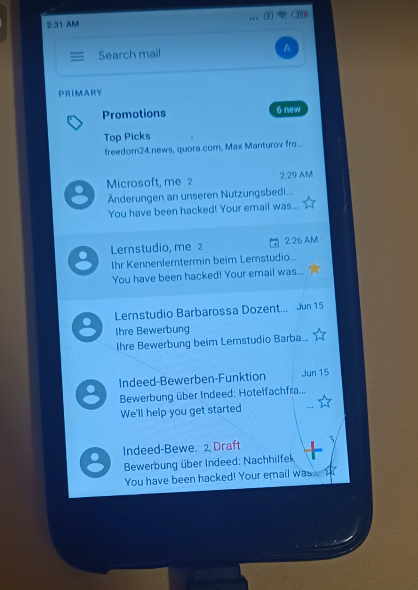 2:31 AM
Search mail
A
PRIMARY
Promotions
6 new
Top Picks
freedom24.news, quora.com, Max Manturov fro...
Microsoft, me 2
2:29 AM
Änderungen an unseren Nutzungsbedi...
You have been hacked! Your email was...
Lernstudio, me 2
2:26 AM
Ihr Kennenlerntermin beim Lernstudio...
You have been hacked! Your email was...
Lernstudio Barbarossa Dozent...
Jun 15
Ihre Bewerbung
Ihre Bewerbung beim Lernstudio Barba...
Indeed-Bewerben-Funktion
Jun 15
Bewerbung über Indeed: Hotelfachfra...
We'll help you get started
...
Indeed-Bewe. 2, Draft
5
Bewerbung über Indeed: Nachhilfek
You have been hacked! Your email was...